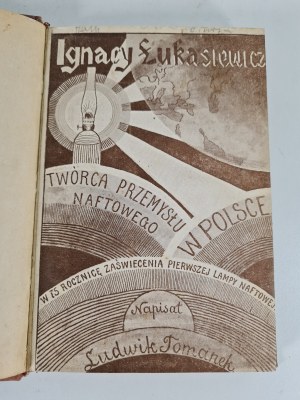 Ignacy Łukasiewicz
TWÓRCA PRZEMYSŁU
NAFTOWEGO
W POLSCE
W 75 ROCZNICĘ ZAŚWIECENIA PIERWSZEJ LAMPY NAFTOWEJ
Napisał
Ludwik Tomanek